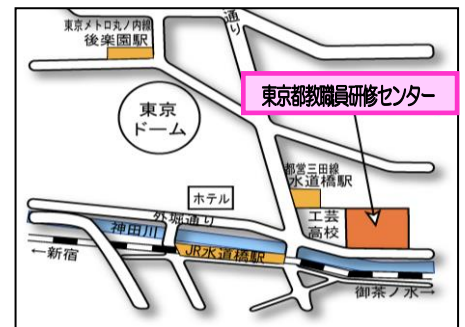 東京メトロ丸ノ内線
後楽園駅
通り
東京都教職員研修センター
東京
ドーム
都営三田線
水道橋駅
ホテル
工芸
高校
外堀通り
神田川
JR水道橋駅
←新宿
御茶ノ水→